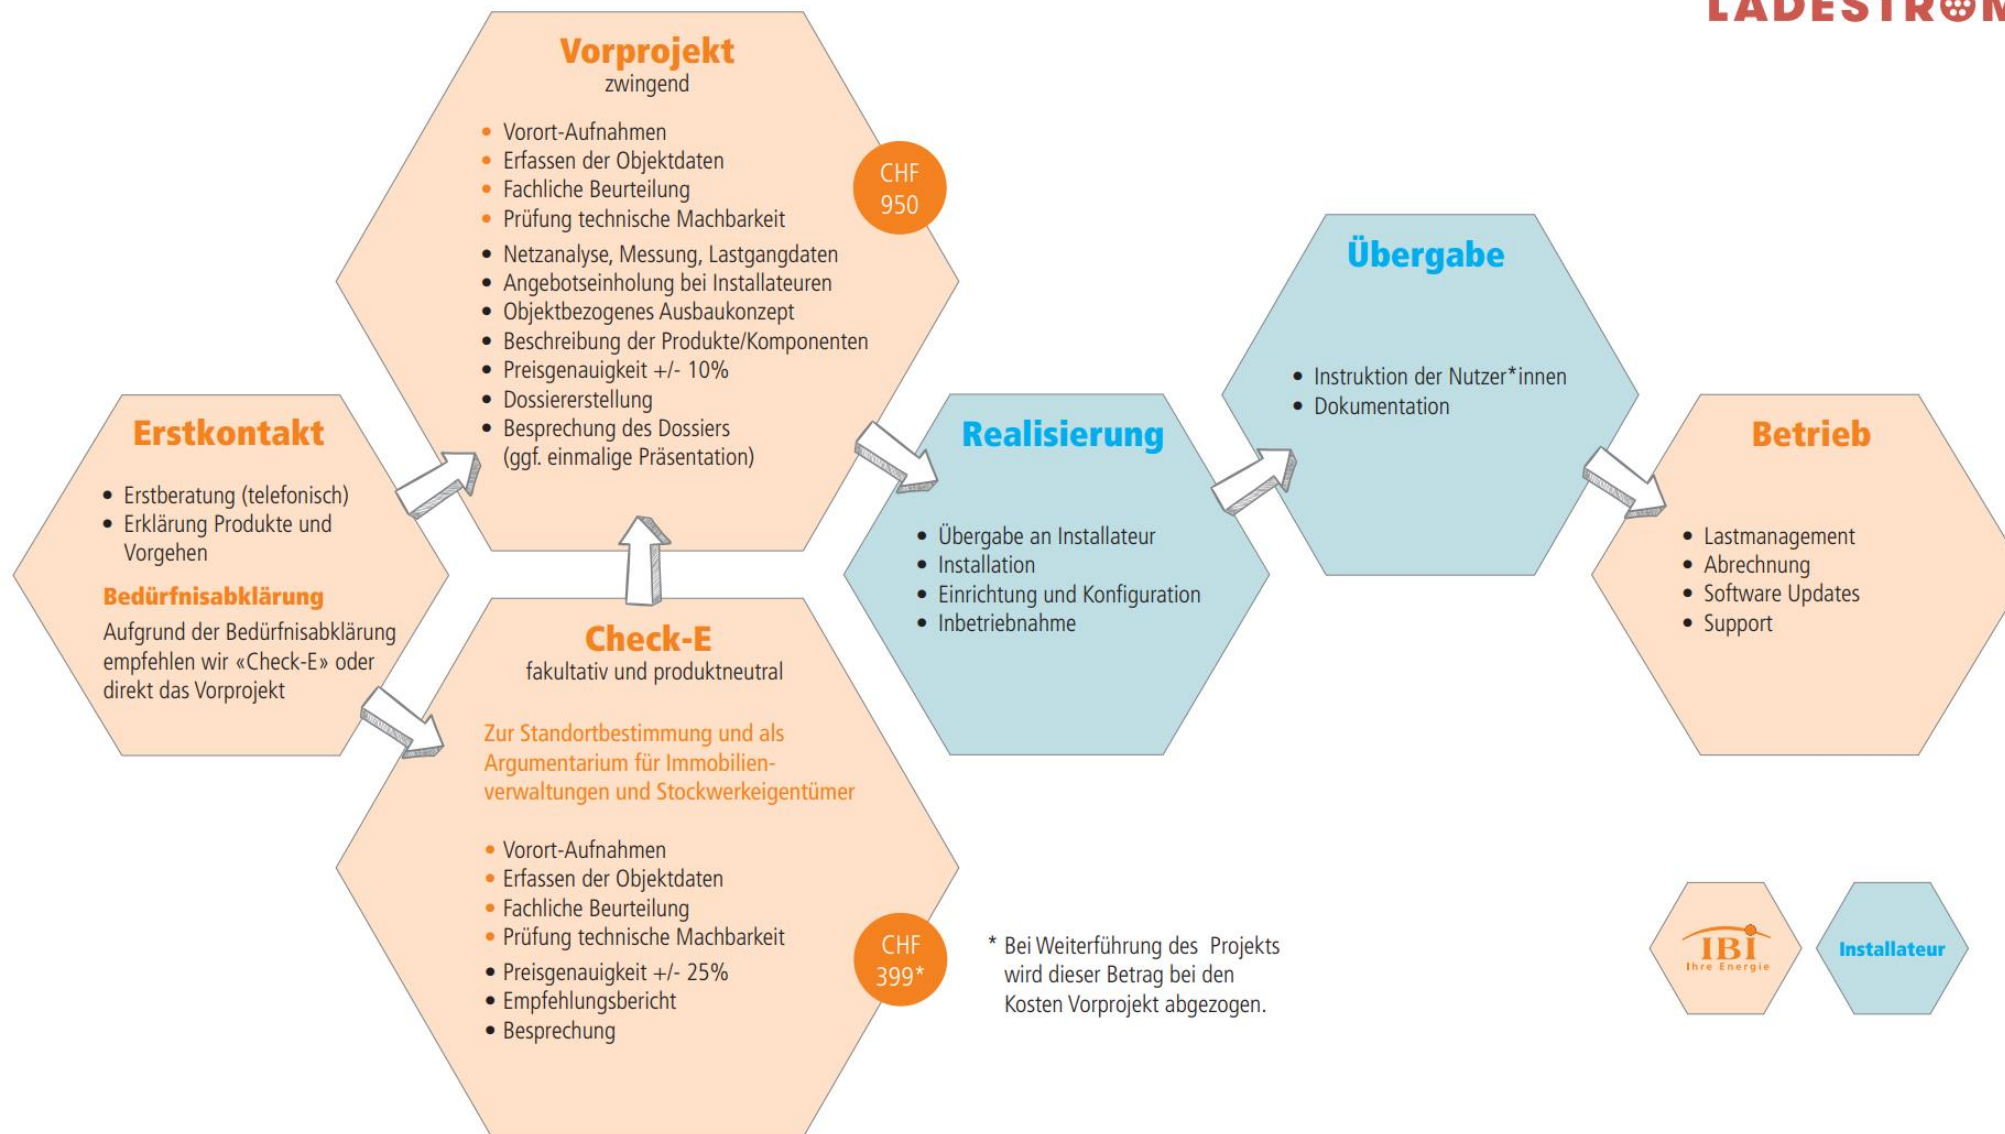 LADESTROM
Vorprojekt
zwingend
• Vorort-Aufnahmen
• Erfassen der Objektdaten
• Fachliche Beurteilung
• Prüfung technische Machbarkeit
• Netzanalyse, Messung, Lastgangdaten
• Angebotseinholung bei Installateuren
• Objektbezogenes Ausbaukonzept
• Beschreibung der Produkte/Komponenten
• Preisgenauigkeit +/- 10%
• Dossiererstellung
• Besprechung des Dossiers
(ggf. einmalige Präsentation)
CHF
950
Erstkontakt
• Erstberatung (telefonisch)
• Erklärung Produkte und
Vorgehen
Bedürfnisabklärung
Aufgrund der Bedürfnisabklärung
empfehlen wir «Check-E» oder
direkt das Vorprojekt
Check-E
fakultativ und produktneutral
Zur Standortbestimmung und als
Argumentarium für Immobilien-
verwaltungen und Stockwerkeigentümer
• Vorort-Aufnahmen
• Erfassen der Objektdaten
• Fachliche Beurteilung
• Prüfung technische Machbarkeit
• Preisgenauigkeit +/- 25%
• Empfehlungsbericht
• Besprechung
CHF
399*
* Bei Weiterführung des Projekts
wird dieser Betrag bei den
Kosten Vorprojekt abgezogen.
Realisierung
• Übergabe an Installateur
• Installation
• Einrichtung und Konfiguration
• Inbetriebnahme
Übergabe
• Instruktion der Nutzer*innen
• Dokumentation
Betrieb
• Lastmanagement
• Abrechnung
• Software Updates
• Support
IBI
Ihre Energie
Installateur